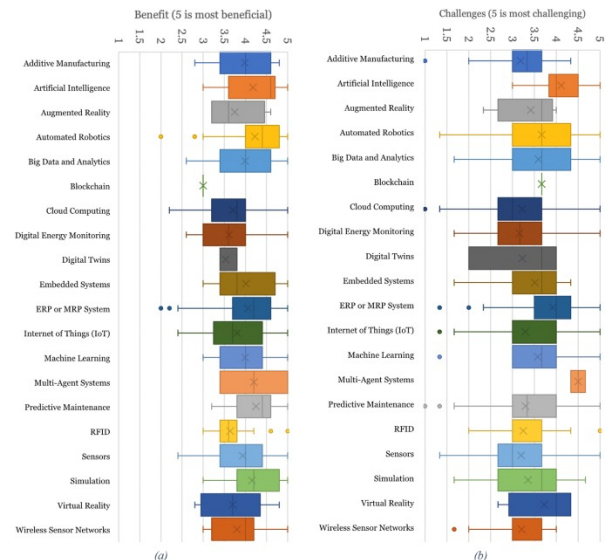 Benefit (5 is most beneficial)
1 1.5 2 2.5 3 3.5 4 4.5 5
Additive Manufacturing
Artificial Intelligence
Augmented Reality
Automated Robotics
Big Data and Analytics
Blockchain
Cloud Computing
Digital Energy Monitoring
Digital Twins
Embedded Systems
ERP or MRP System
Internet of Things (IoT)
Machine Learning
Multi-Agent Systems
Predictive Maintenance
RFID
Sensors
Simulation
Virtual Reality
Wireless Sensor Networks
(a)
Challenges (5 is most challenging)
1 1.5 2 2.5 3 3.5 4 4.5 5
Additive Manufacturing
Artificial Intelligence
Augmented Reality
Automated Robotics
Big Data and Analytics
Blockchain
Cloud Computing
Digital Energy Monitoring
Digital Twins
Embedded Systems
ERP or MRP System
Internet of Things (IoT)
Machine Learning
Multi-Agent Systems
Predictive Maintenance
RFID
Sensors
Simulation
Virtual Reality
Wireless Sensor Networks
(b)